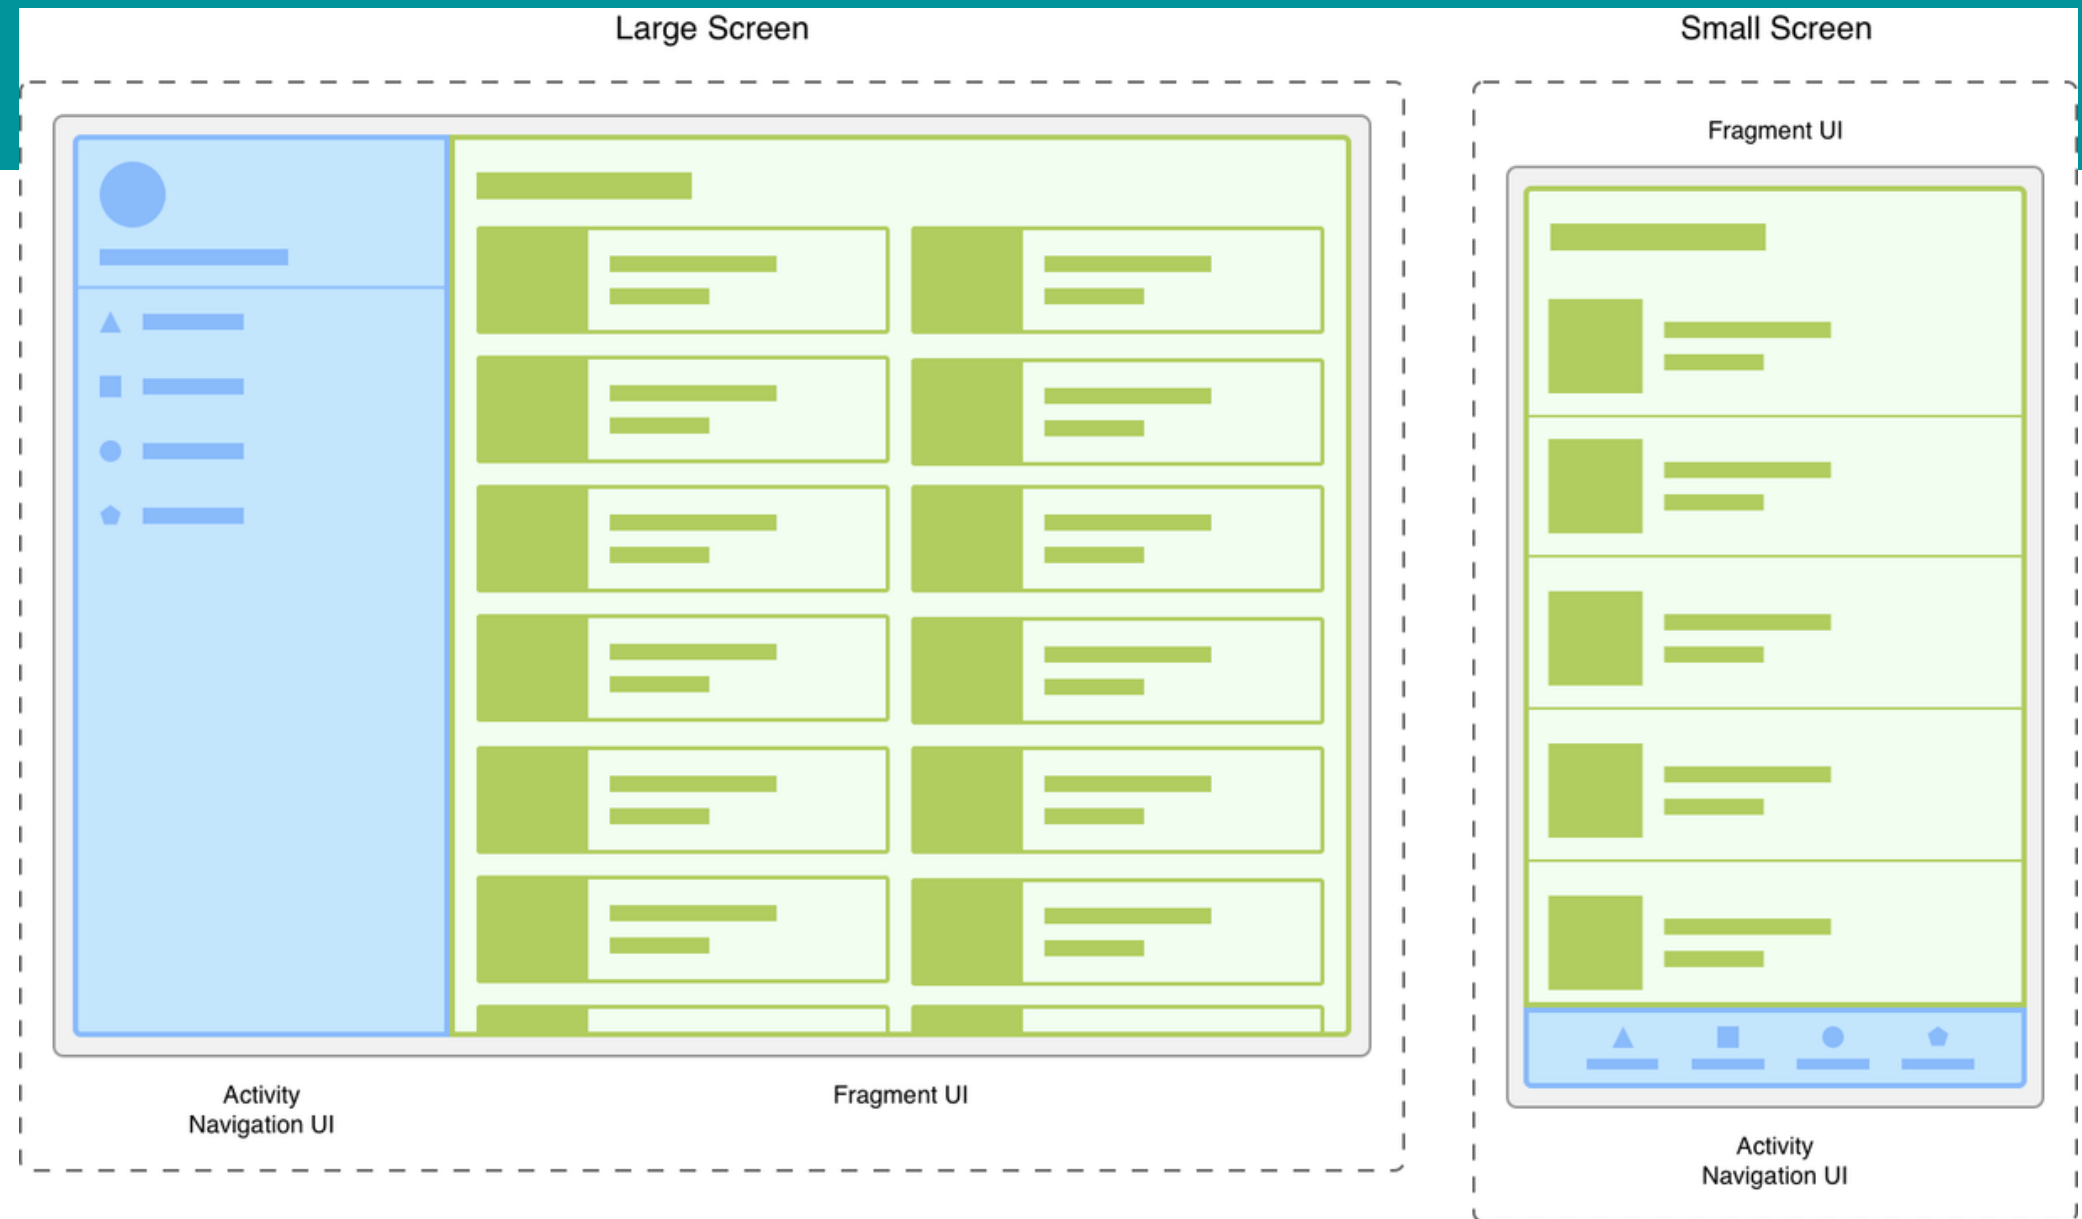 Large Screen
Activity
Navigation UI
Fragment UI
Small Screen
Fragment UI
Activity
Navigation UI